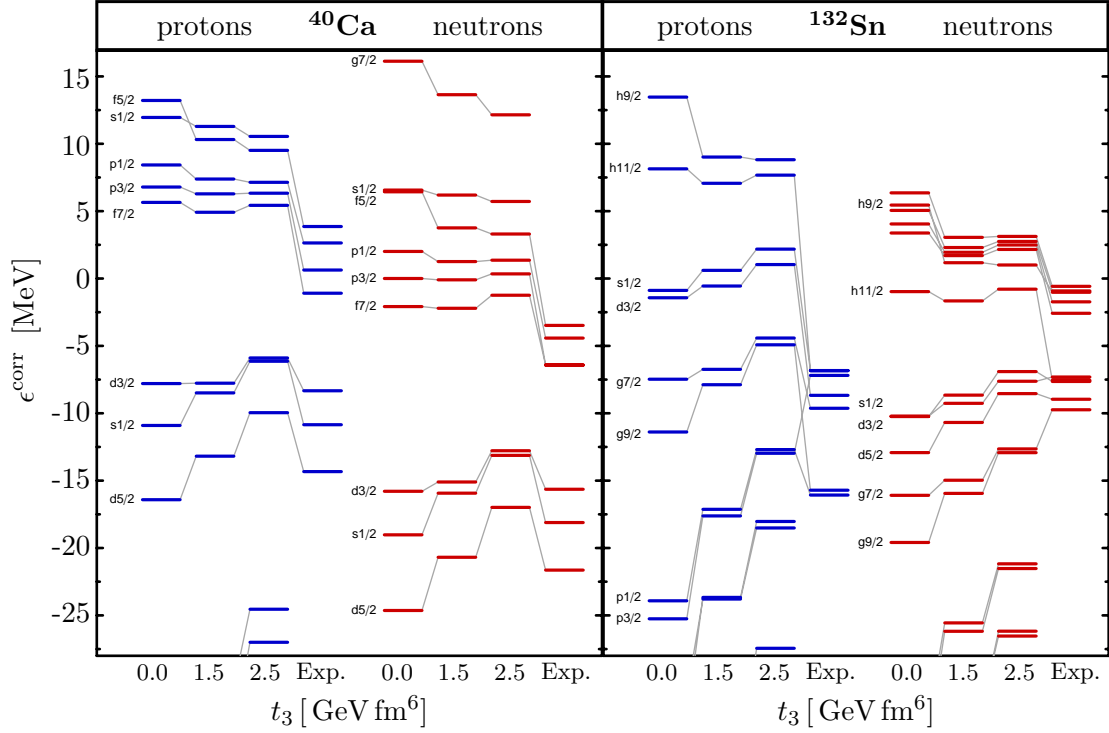 protons ⁴⁰Ca neutrons protons ¹³²Sn neutrons
ϵ^corr [MeV]
15
10
5
0
-5
-10
-15
-20
-25
f5/2
s1/2
p1/2
p3/2
f7/2
d3/2
s1/2
d5/2
g7/2
s1/2
f5/2
p1/2
p3/2
f7/2
d3/2
s1/2
d5/2
h9/2
h11/2
s1/2
d3/2
g7/2
g9/2
p1/2
p3/2
h9/2
h11/2
s1/2
d3/2
d5/2
g7/2
g9/2
0.0 1.5 2.5 Exp. 0.0 1.5 2.5 Exp. 0.0 1.5 2.5 Exp. 0.0 1.5 2.5 Exp.
t₃ [ GeV fm⁶] t₃ [ GeV fm⁶]